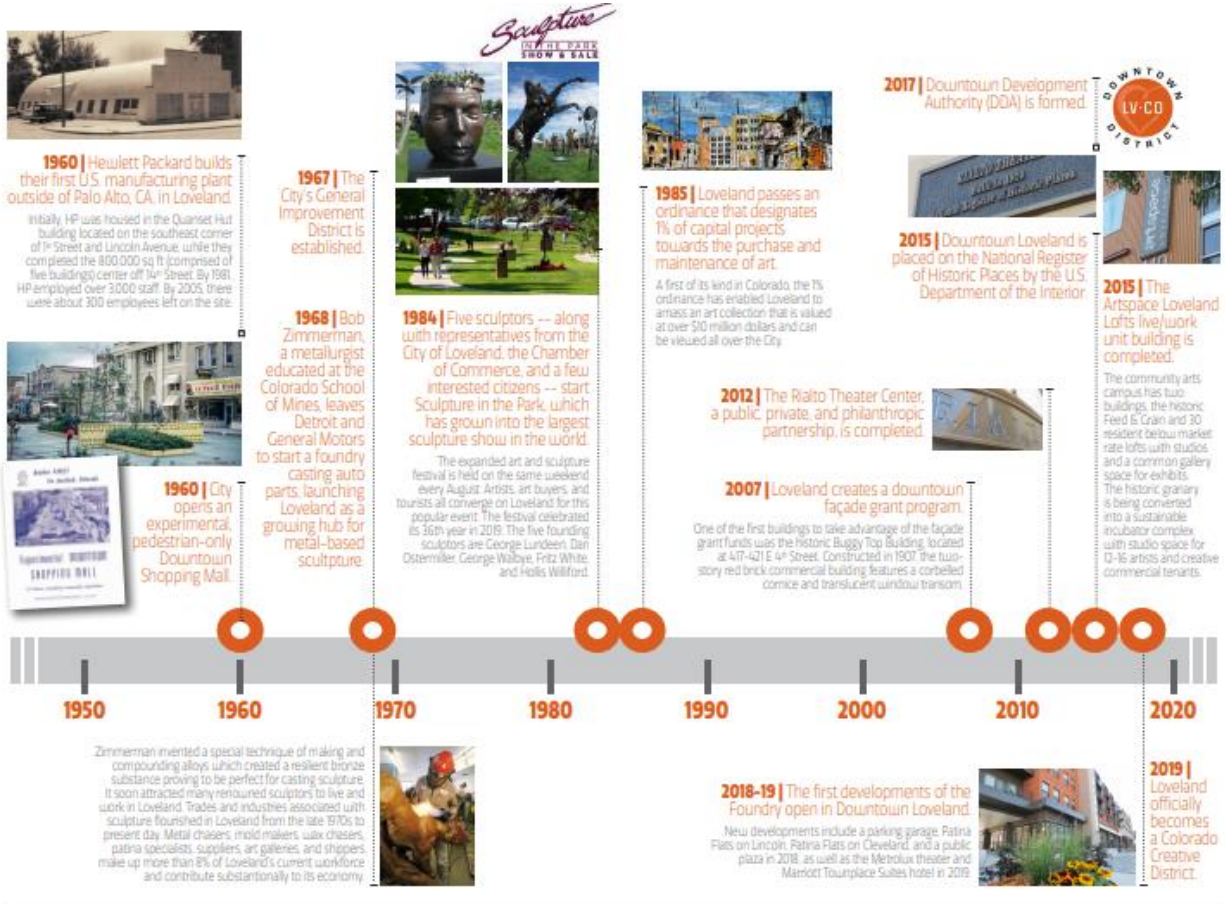 Sculpture
IN THE PARK
SHOW & SALE
1960 | Hewlett Packard builds
their first U.S. manufacturing plant
outside of Palo Alto, CA, in Loveland.
Initially, HP was housed in the Quanset Hut
building located on the southeast corner
of 1st Street and Lincoln Avenue, while they
completed the 800,000 sq ft (comprised of
five buildings) center off 14th Street. By 1981,
HP employed over 3,000 staff. By 2005, there
were about 300 employees left on the site.
1960 | City
opens an
experimental,
pedestrian-only
Downtown
Shopping Mall.
SHOPPING MALL
1967 | The
City's General
Improvement
District is
established.
1968 | Bob
Zimmerman,
a metallurgist
educated at the
Colorado School
of Mines, leaves
Detroit and
General Motors
to start a foundry
casting auto
parts, launching
Loveland as a
growing hub for
metal-based
scultpture.
1984 | Five sculptors -- along
with representatives from the
City of Loveland, the Chamber
of Commerce, and a few
interested citizens -- start
Sculpture in the Park, which
has grown into the largest
sculpture show in the world.
The expanded art and sculpture
festival is held on the same weekend
every August. Artists, art buyers, and
tourists all converge on Loveland for this
popular event. The festival celebrated
its 36th year in 2019. The five founding
sculptors are George Lundeen, Dan
Ostermiller, George Walbye, Fritz White,
and Hollis Williford.
1985 | Loveland passes an
ordinance that designates
1% of capital projects
towards the purchase and
maintenance of art.
A first of its kind in Colorado, the 1%
ordinance has enabled Loveland to
amass an art collection that is valued
at over $10 million dollars and can
be viewed all over the City.
2017 | Downtown Development
Authority (DDA) is formed.
DOWNTOWN
LV·CO
DISTRICT
2015 | Downtown Loveland is
placed on the National Register
of Historic Places by the U.S.
Department of the Interior.
artspace
2015 | The
Artspace Loveland
Lofts live/work
unit building is
completed.
The community arts
campus has two
buildings, the historic
Feed & Grain and 30
resident below market
rate lofts with studios
and a common gallery
space for exhibits.
The historic granary
is being converted
into a sustainable
incubator complex
with studio space for
12-16 artists and creative
commercial tenants.
2012 | The Rialto Theater Center,
a public, private, and philanthropic
partnership, is completed.
2007 | Loveland creates a downtown
façade grant program.
One of the first buildings to take advantage of the façade
grant funds was the historic Buggy Top Building, located
at 417-421 E. 4th Street. Constructed in 1907, the two-
story red brick commercial building features a corbelled
cornice and translucent window transom.
1950
1960
1970
1980
1990
2000
2010
2020
Zimmerman invented a special technique of making and
compounding alloys which created a resilient bronze
substance proving to be perfect for casting sculpture.
It soon attracted many renowned sculptors to live and
work in Loveland. Trades and industries associated with
sculpture flourished in Loveland from the late 1970s to
present day. Metal chasers, mold makers, wax chasers,
patina specialists, suppliers, art galleries, and shippers
make up more than 8% of Loveland's current workforce
and contribute substantially to its economy.
2018-19 | The first developments of the
Foundry open in Downtown Loveland.
New developments include a parking garage, Patina
Flats on Lincoln, Patina Flats on Cleveland, and a public
plaza in 2018, as well as the Metrolux theater and
Marriott Townplace Suites hotel in 2019.
2019 |
Loveland
officially
becomes
a Colorado
Creative
District.